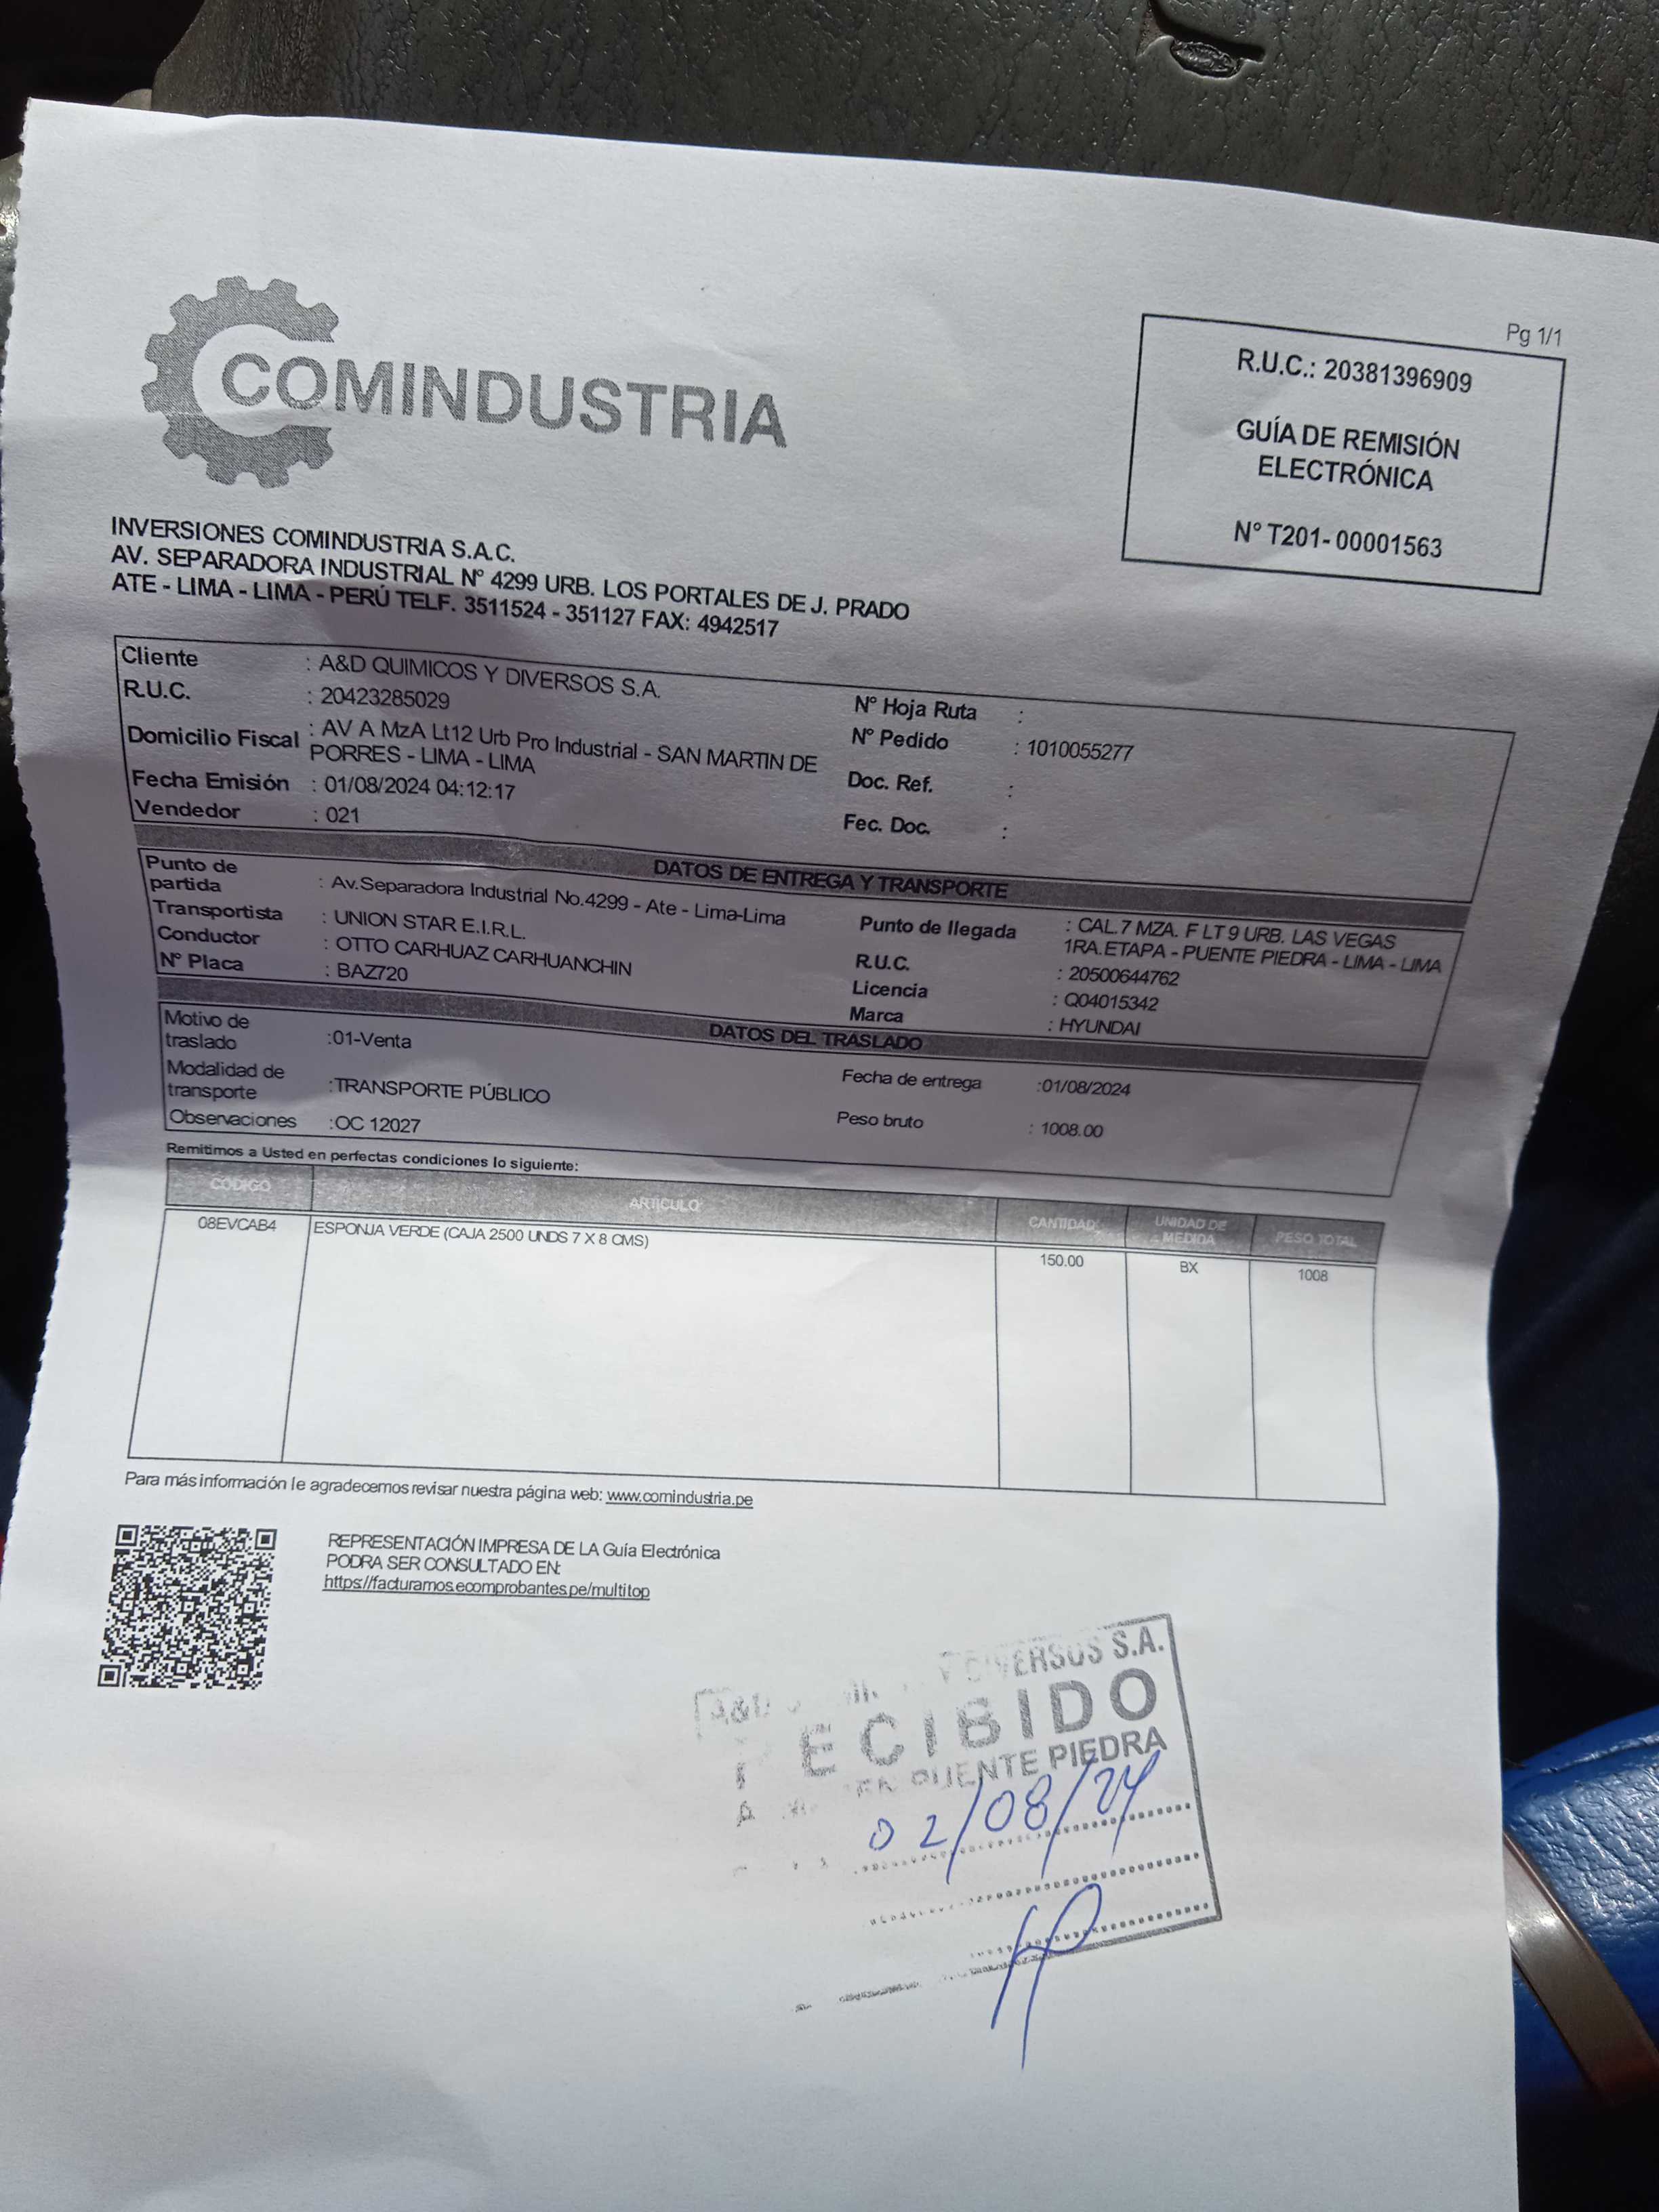 COMINDUSTRIA
Pg 1/1
R.U.C.: 20381396909
GUÍA DE REMISIÓN
ELECTRÓNICA
N° T201- 00001563
INVERSIONES COMINDUSTRIA S.A.C.
AV. SEPARADORA INDUSTRIAL N° 4299 URB. LOS PORTALES DE J. PRADO
ATE - LIMA - LIMA - PERÚ TELF. 3511524 - 351127 FAX: 4942517
Cliente : A&D QUIMICOS Y DIVERSOS S.A.
R.U.C. : 20423285029
Domicilio Fiscal : AV A MzA Lt12 Urb Pro Industrial - SAN MARTIN DE
PORRES - LIMA - LIMA
Fecha Emisión : 01/08/2024 04:12:17
Vendedor : 021
N° Hoja Ruta :
N° Pedido : 1010055277
Doc. Ref. :
Fec. Doc. :
DATOS DE ENTREGA Y TRANSPORTE
Punto de
partida : Av.Separadora Industrial No.4299 - Ate - Lima-Lima
Transportista : UNION STAR E.I.R.L.
Conductor : OTTO CARHUAZ CARHUANCHIN
N° Placa : BAZ720
Punto de llegada : CAL.7 MZA. F LT 9 URB. LAS VEGAS
1RA.ETAPA - PUENTE PIEDRA - LIMA - LIMA
R.U.C. : 20500644762
Licencia : Q04015342
Marca : HYUNDAI
DATOS DEL TRASLADO
Motivo de
traslado :01-Venta
Modalidad de
transporte :TRANSPORTE PÚBLICO
Observaciones :OC 12027
Fecha de entrega :01/08/2024
Peso bruto : 1008.00
Remitimos a Usted en perfectas condiciones lo siguiente:
CÓDIGO ARTICULO CANTIDAD UNIDAD DE MEDIDA PESO TOTAL
08EVCAB4 ESPONJA VERDE (CAJA 2500 UNDS 7 X 8 CMS) 150.00 BX 1008
Para más información le agradecemos revisar nuestra página web: www.comindustria.pe
REPRESENTACIÓN IMPRESA DE LA Guía Electrónica
PODRA SER CONSULTADO EN:
https://facturamos.ecomprobantes.pe/multitop
A&D Y DIVERSOS S.A.
RECIBIDO
PUENTE PIEDRA
02/08/24